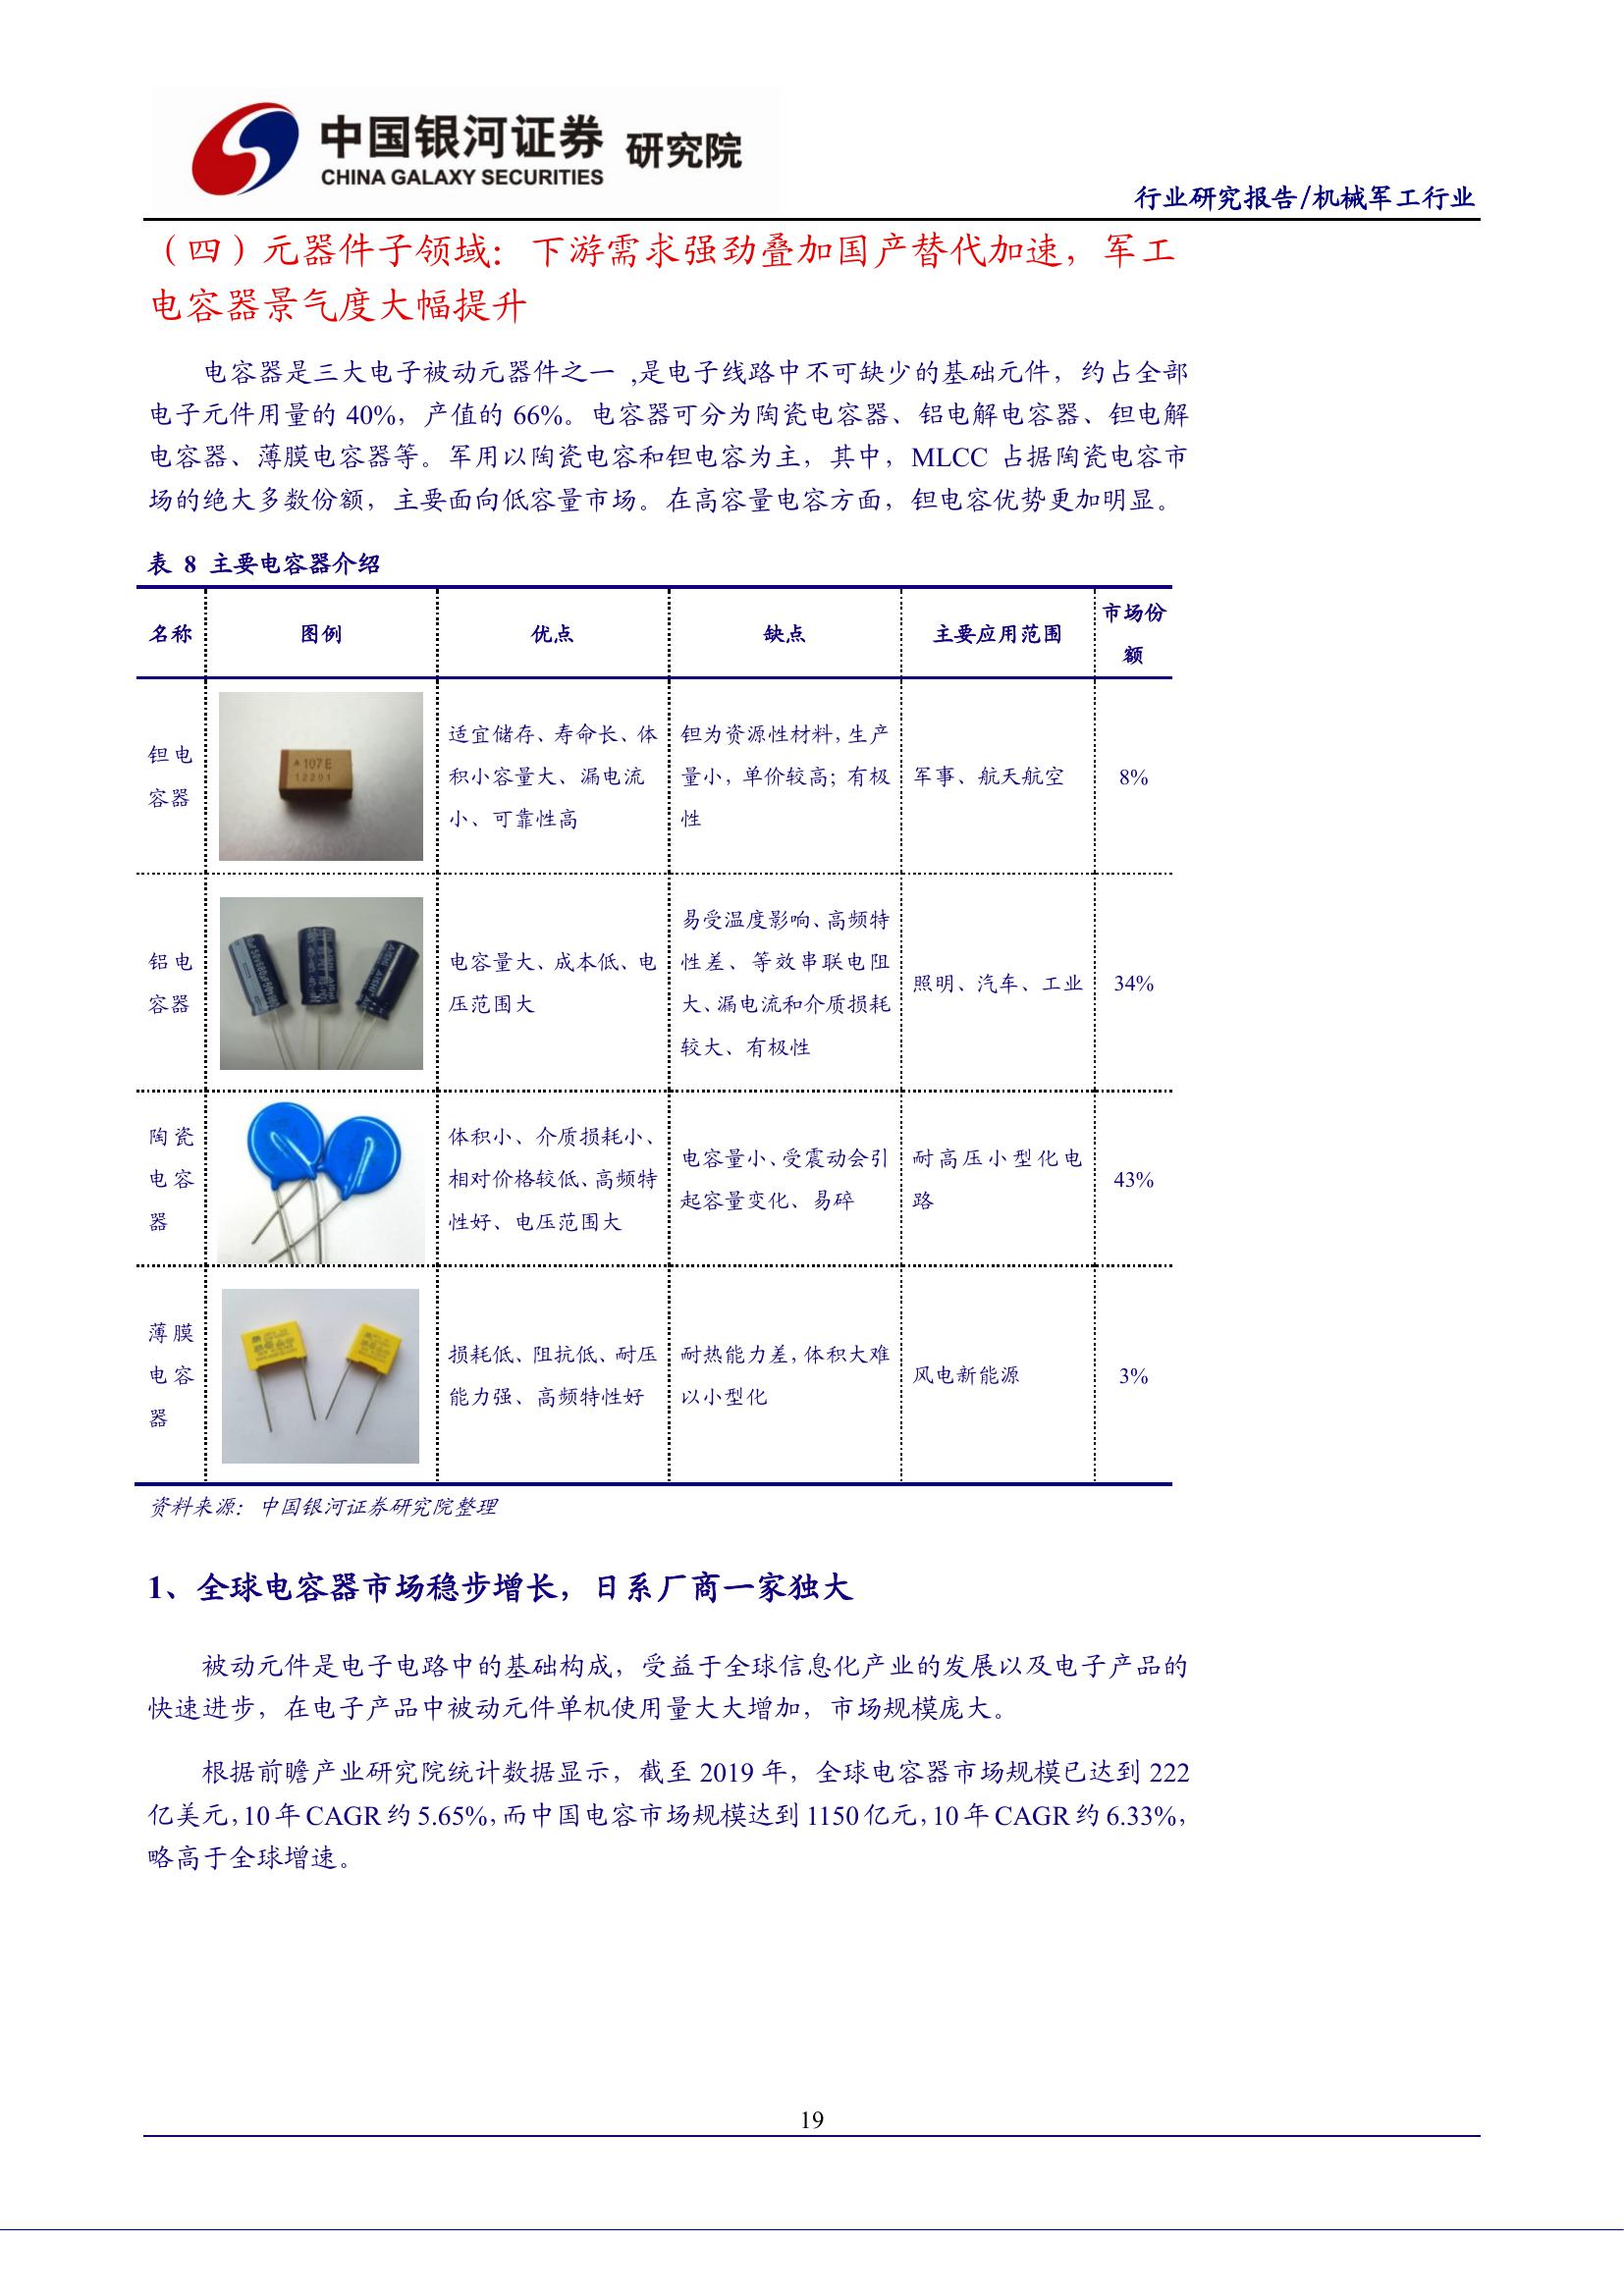 中国银河证券 研究院
CHINA GALAXY SECURITIES
行业研究报告/机械军工行业
（四）元器件子领域：下游需求强劲叠加国产替代加速，军工
电容器景气度大幅提升
电容器是三大电子被动元器件之一 ,是电子线路中不可缺少的基础元件，约占全部
电子元件用量的 40%，产值的 66%。电容器可分为陶瓷电容器、铝电解电容器、钽电解
电容器、薄膜电容器等。军用以陶瓷电容和钽电容为主，其中，MLCC 占据陶瓷电容市
场的绝大多数份额，主要面向低容量市场。在高容量电容方面，钽电容优势更加明显。
表 8 主要电容器介绍
名称 图例 优点 缺点 主要应用范围 市场份
额
钽电
容器
107E
12201
适宜储存、寿命长、体
积小容量大、漏电流
小、可靠性高
钽为资源性材料，生产
量小，单价较高；有极
性
军事、航天航空
8%
铝电
容器
电容量大、成本低、电
压范围大
易受温度影响、高频特
性差、等效串联电阻
大、漏电流和介质损耗
较大、有极性
照明、汽车、工业
34%
陶瓷
电容
器
体积小、介质损耗小、
相对价格较低、高频特
性好、电压范围大
电容量小、受震动会引
起容量变化、易碎
耐高压小型化电
路
43%
薄膜
电容
器
损耗低、阻抗低、耐压
能力强、高频特性好
耐热能力差，体积大难
以小型化
风电新能源
3%
资料来源：中国银河证券研究院整理
1、全球电容器市场稳步增长，日系厂商一家独大
被动元件是电子电路中的基础构成，受益于全球信息化产业的发展以及电子产品的
快速进步，在电子产品中被动元件单机使用量大大增加，市场规模庞大。
根据前瞻产业研究院统计数据显示，截至 2019 年，全球电容器市场规模已达到 222
亿美元，10 年 CAGR 约 5.65%，而中国电容市场规模达到 1150 亿元，10 年 CAGR 约 6.33%，
略高于全球增速。
19